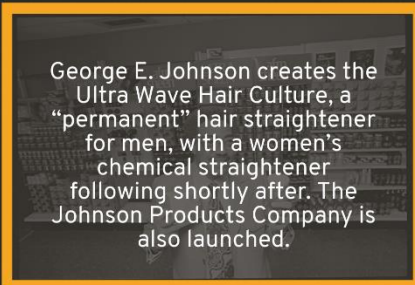 George E. Johnson creates the
Ultra Wave Hair Culture, a
“permanent” hair straightener
for men, with a women’s
chemical straightener
following shortly after. The
Johnson Products Company is
also launched.